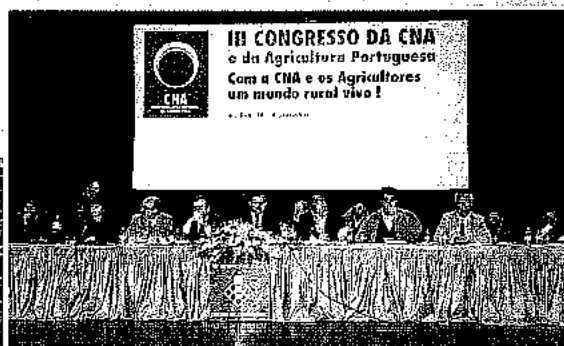 III CONGRESSO DA CNA
e da Agricultura Portuguesa
Com a CNA e os Agricultores
um mundo rural vivo !
CNA